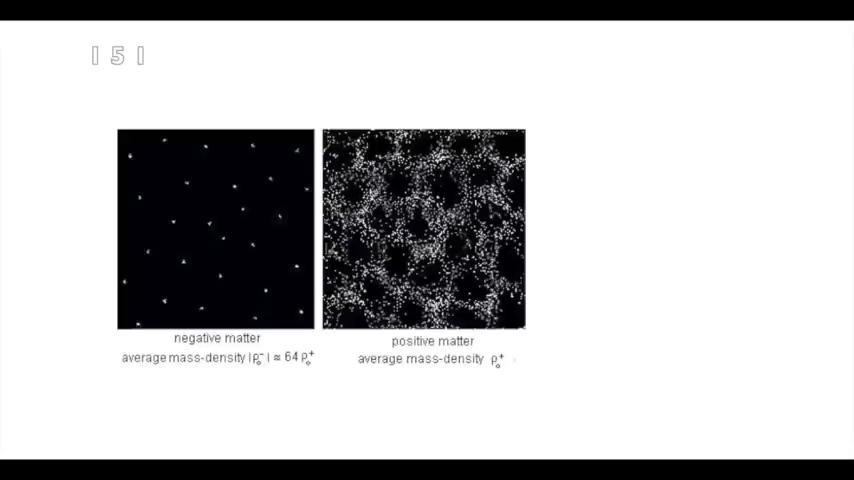 | 5 |
negative matter
average mass-density |ρ₀⁻| ≈ 64 ρ₀⁺
positive matter
average mass-density ρ₀⁺